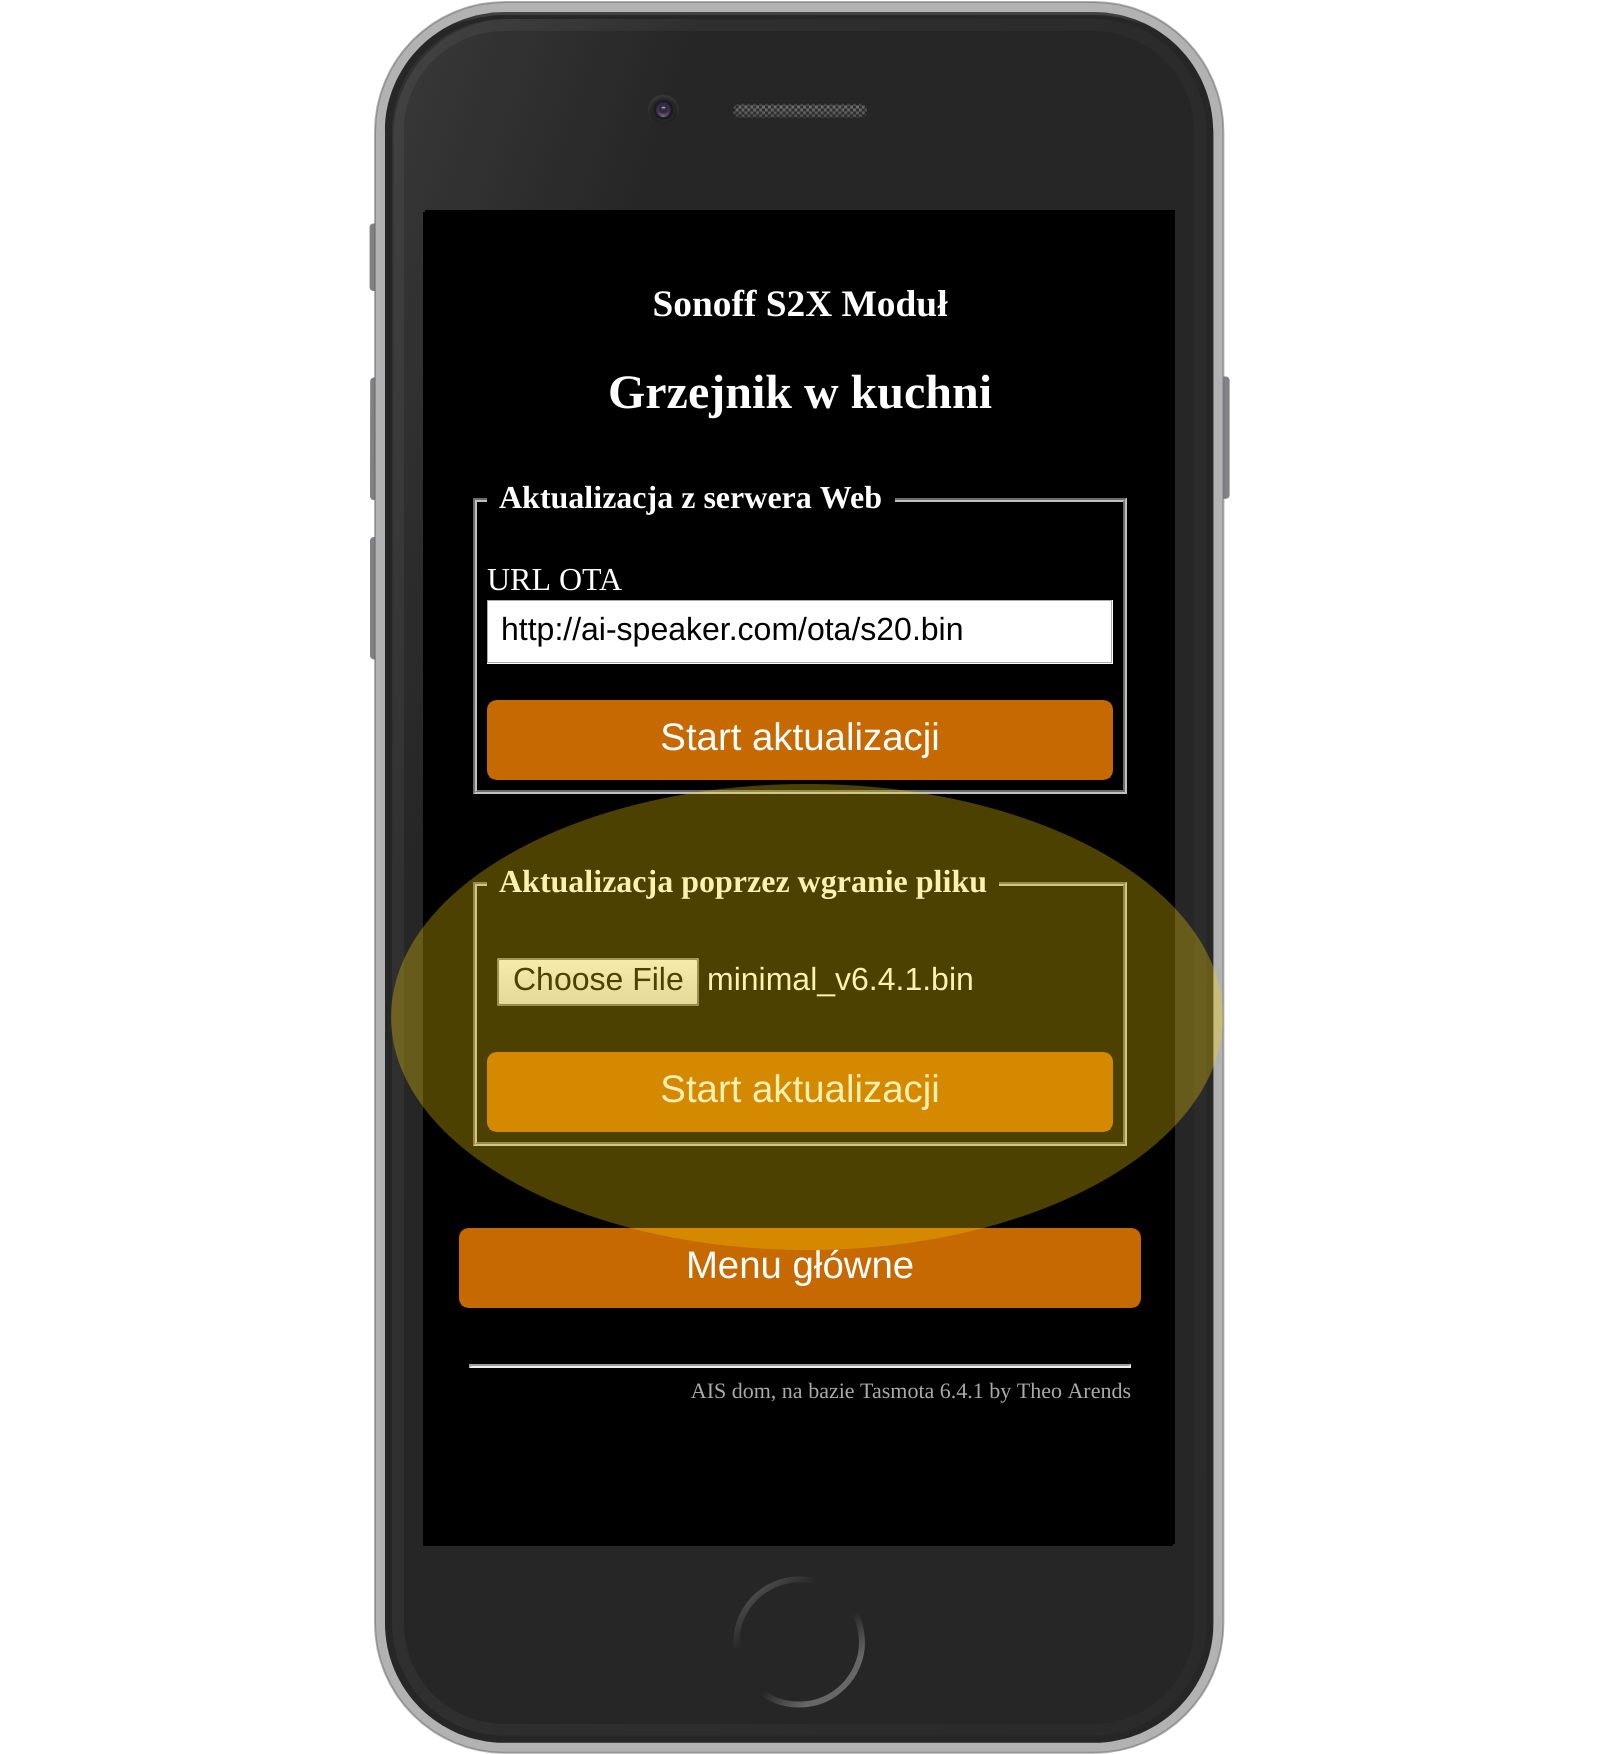 Sonoff S2X Moduł
Grzejnik w kuchni
Aktualizacja z serwera Web
URL OTA
http://ai-speaker.com/ota/s20.bin
Start aktualizacji
Aktualizacja poprzez wgranie pliku
Choose File minimal_v6.4.1.bin
Start aktualizacji
Menu główne
AIS dom, na bazie Tasmota 6.4.1 by Theo Arends